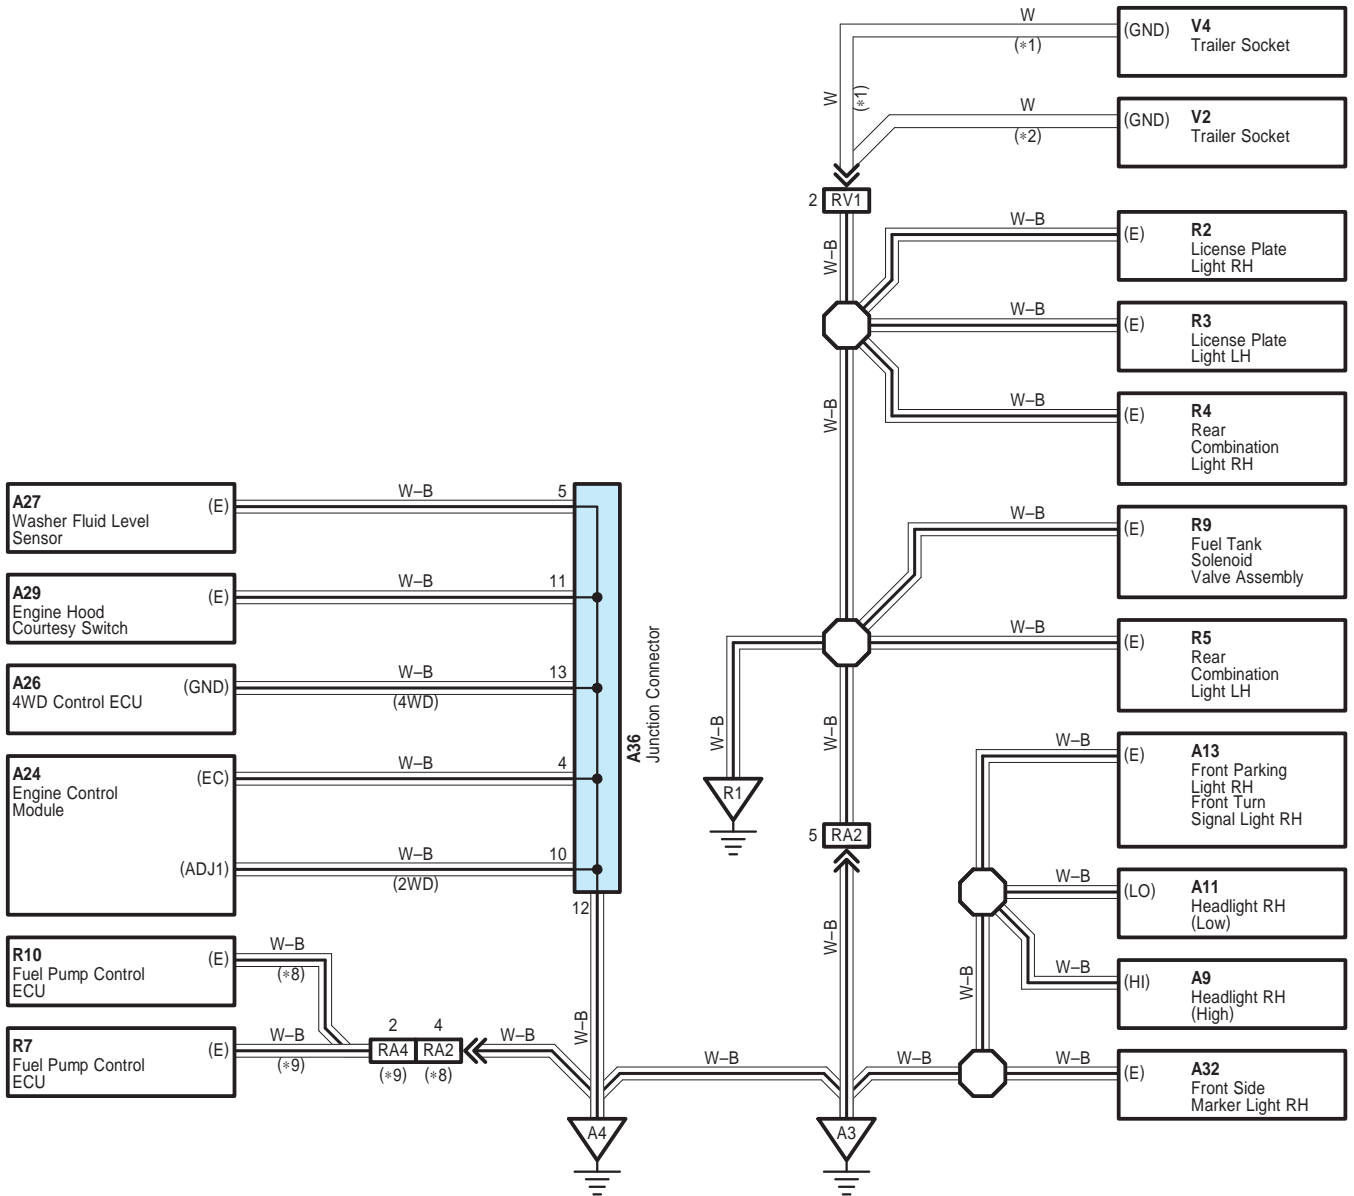 W
(∗1)
(GND)
V4
Trailer Socket
W
(∗1)
W
(∗2)
(GND)
V2
Trailer Socket
2
RV1
W–B
W–B
(E)
R2
License Plate
Light RH
W–B
(E)
R3
License Plate
Light LH
W–B
W–B
(E)
R4
Rear
Combination
Light RH
A27
Washer Fluid Level
Sensor
(E)
W–B
5
W–B
(E)
R9
Fuel Tank
Solenoid
Valve Assembly
A29
Engine Hood
Courtesy Switch
(E)
W–B
11
W–B
(E)
R5
Rear
Combination
Light LH
A26
4WD Control ECU
(GND)
W–B
(4WD)
13
A36
Junction Connector
W–B
R1
W–B
W–B
(E)
A13
Front Parking
Light RH
Front Turn
Signal Light RH
A24
Engine Control
Module
(EC)
W–B
4
(ADJ1)
W–B
(2WD)
10
12
5
RA2
W–B
W–B
(LO)
A11
Headlight RH
(Low)
W–B
W–B
(HI)
A9
Headlight RH
(High)
R10
Fuel Pump Control
ECU
(E)
W–B
(∗8)
R7
Fuel Pump Control
ECU
(E)
W–B
(∗9)
2
4
RA4
RA2
(∗9)
(∗8)
W–B
W–B
W–B
W–B
W–B
(E)
A32
Front Side
Marker Light RH
A4
A3